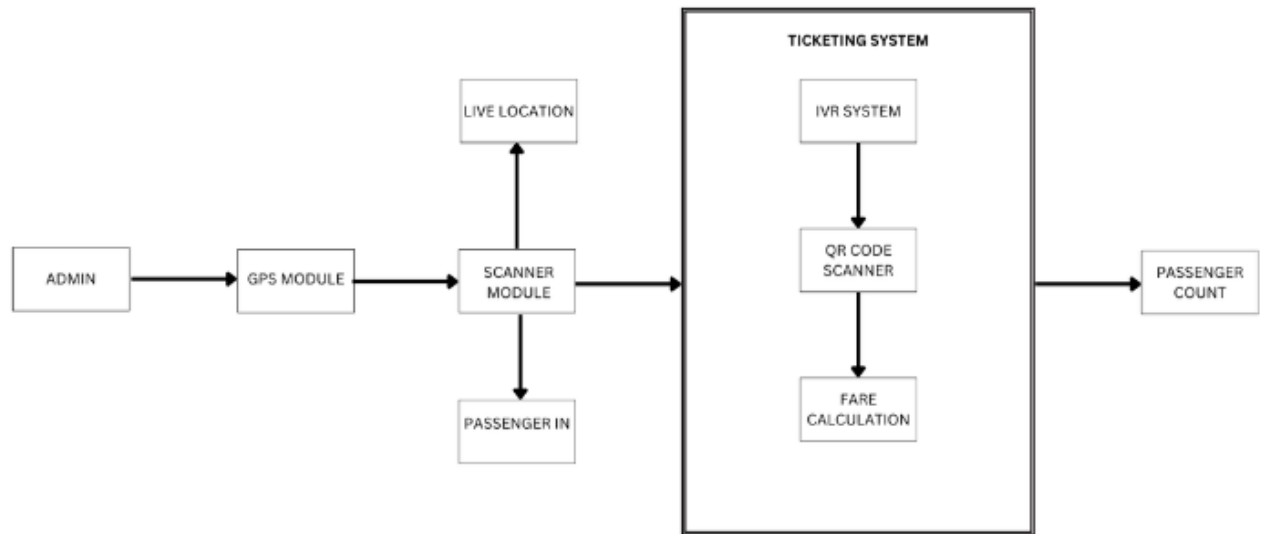 TICKETING SYSTEM
LIVE LOCATION
IVR SYSTEM
ADMIN
GPS MODULE
SCANNER
MODULE
QR CODE
SCANNER
PASSENGER
COUNT
PASSENGER IN
FARE
CALCULATION